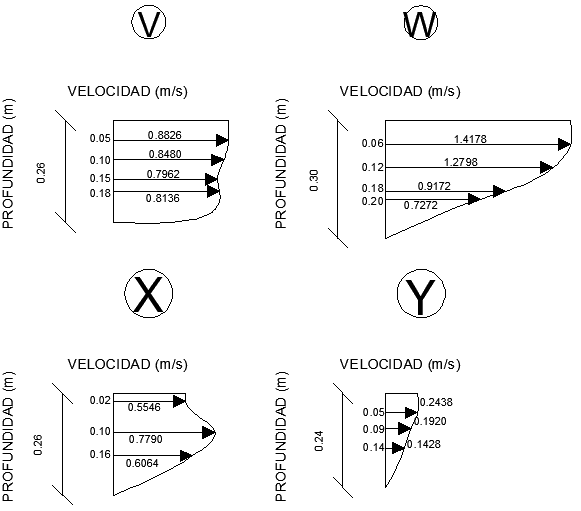 V
VELOCIDAD (m/s)
PROFUNDIDAD (m)
0.26
0.05
0.8826
0.10
0.8480
0.15
0.7962
0.18
0.8136
W
VELOCIDAD (m/s)
PROFUNDIDAD (m)
0.30
0.06
1.4178
0.12
1.2798
0.18
0.9172
0.20
0.7272
X
VELOCIDAD (m/s)
PROFUNDIDAD (m)
0.26
0.02
0.5546
0.10
0.7790
0.16
0.6064
Y
VELOCIDAD (m/s)
PROFUNDIDAD (m)
0.24
0.05
0.2438
0.09
0.1920
0.14
0.1428